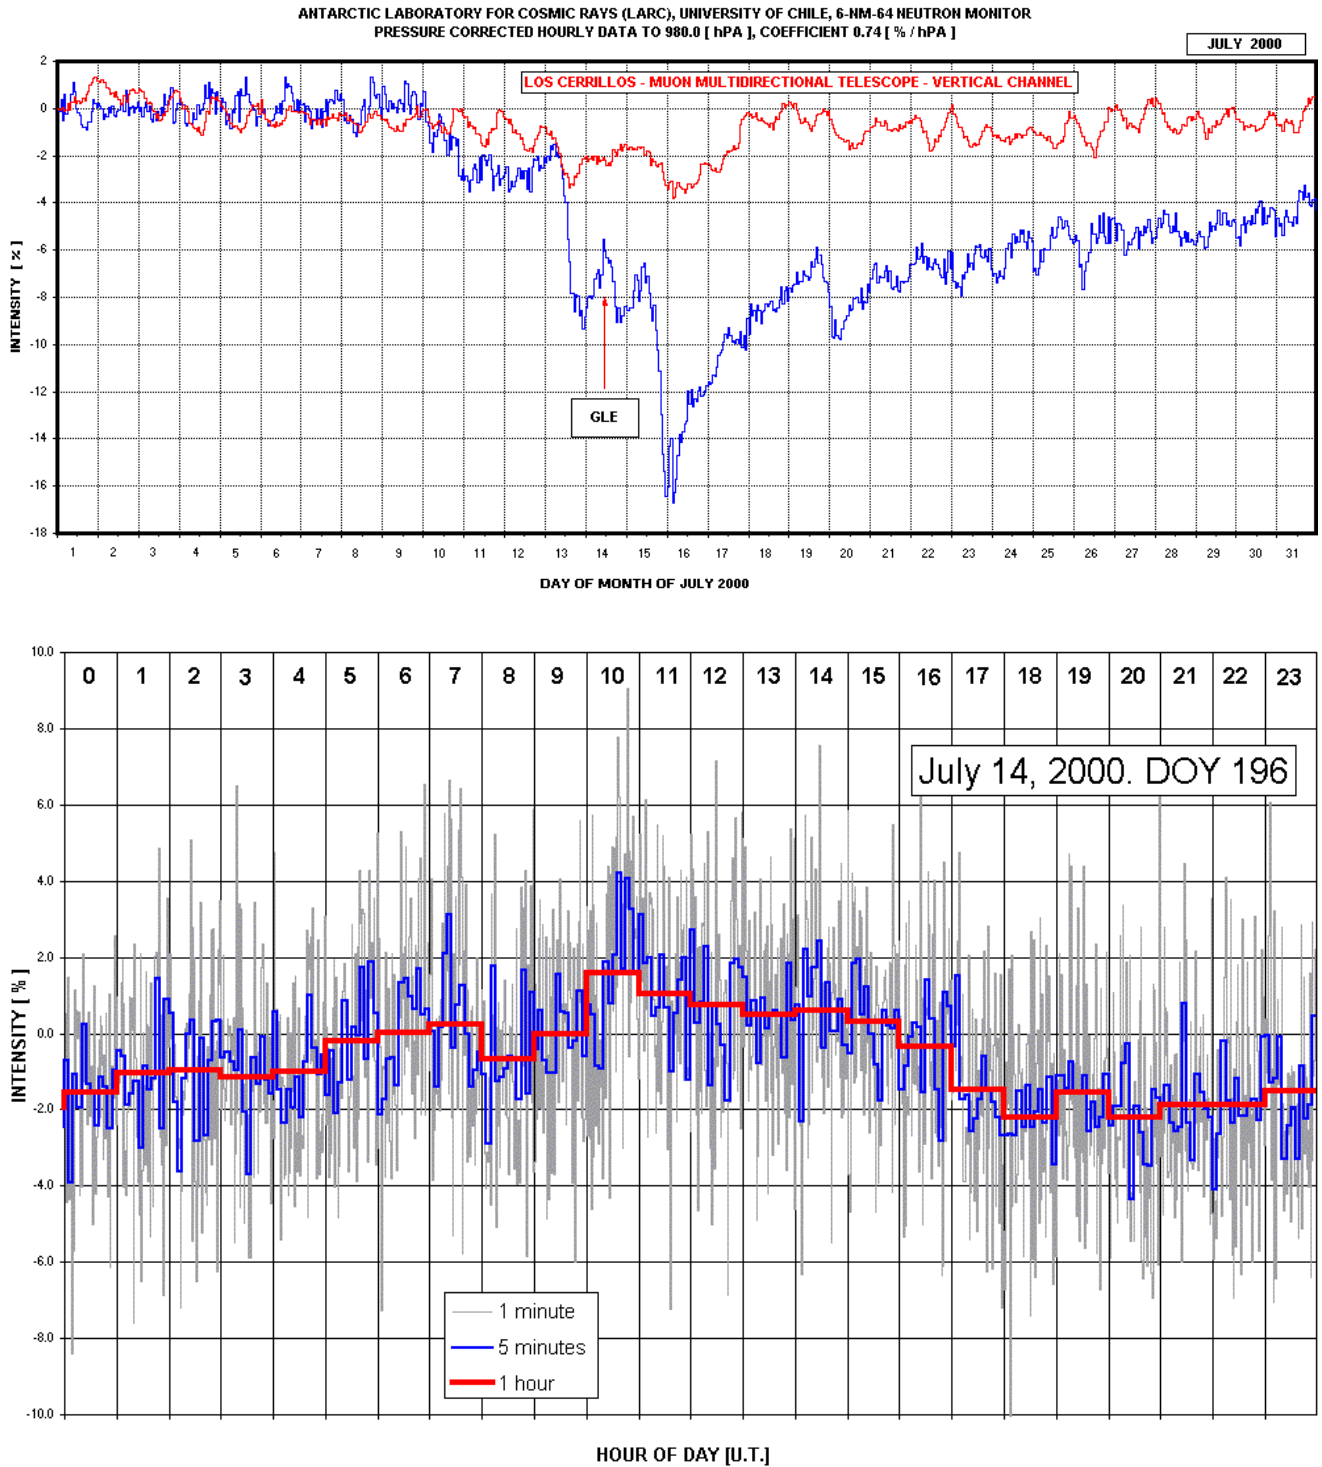 ANTARCTIC LABORATORY FOR COSMIC RAYS (LARC), UNIVERSITY OF CHILE, 6-NM-64 NEUTRON MONITOR
PRESSURE CORRECTED HOURLY DATA TO 980.0 [ hPA ], COEFFICIENT 0.74 [ % / hPA ]
JULY 2000
LOS CERRILLOS - MUON MULTIDIRECTIONAL TELESCOPE - VERTICAL CHANNEL
INTENSITY [ % ]
2
0
-2
-4
-6
-8
-10
-12
-14
-16
-18
GLE
1 2 3 4 5 6 7 8 9 10 11 12 13 14 15 16 17 18 19 20 21 22 23 24 25 26 27 28 29 30 31
DAY OF MONTH OF JULY 2000
INTENSITY [ % ]
10.0
8.0
6.0
4.0
2.0
0.0
-2.0
-4.0
-6.0
-8.0
-10.0
0 1 2 3 4 5 6 7 8 9 10 11 12 13 14 15 16 17 18 19 20 21 22 23
July 14, 2000. DOY 196
1 minute
5 minutes
1 hour
HOUR OF DAY [U.T.]